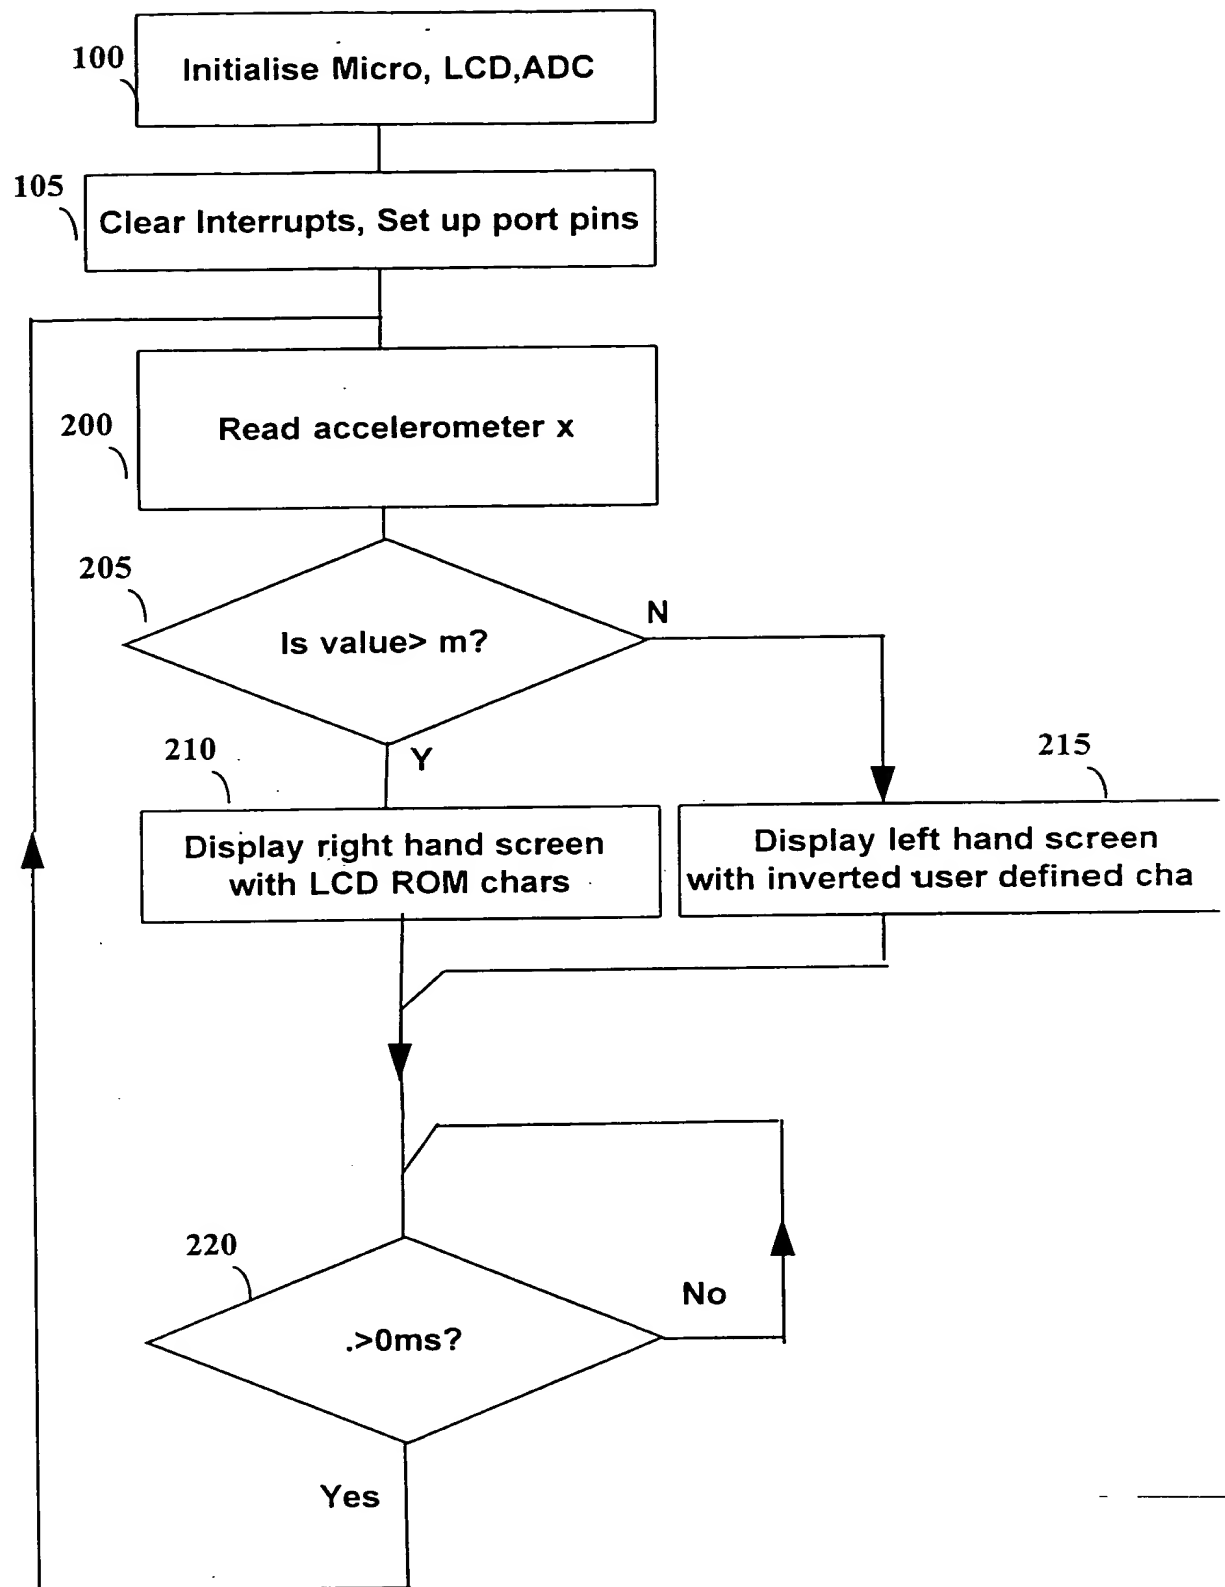 100
Initialise Micro, LCD,ADC
105
Clear Interrupts, Set up port pins
200
Read accelerometer x
205
Is value> m?
N
Y
210
Display right hand screen
with LCD ROM chars
215
Display left hand screen
with inverted user defined cha
220
.>0ms?
No
Yes